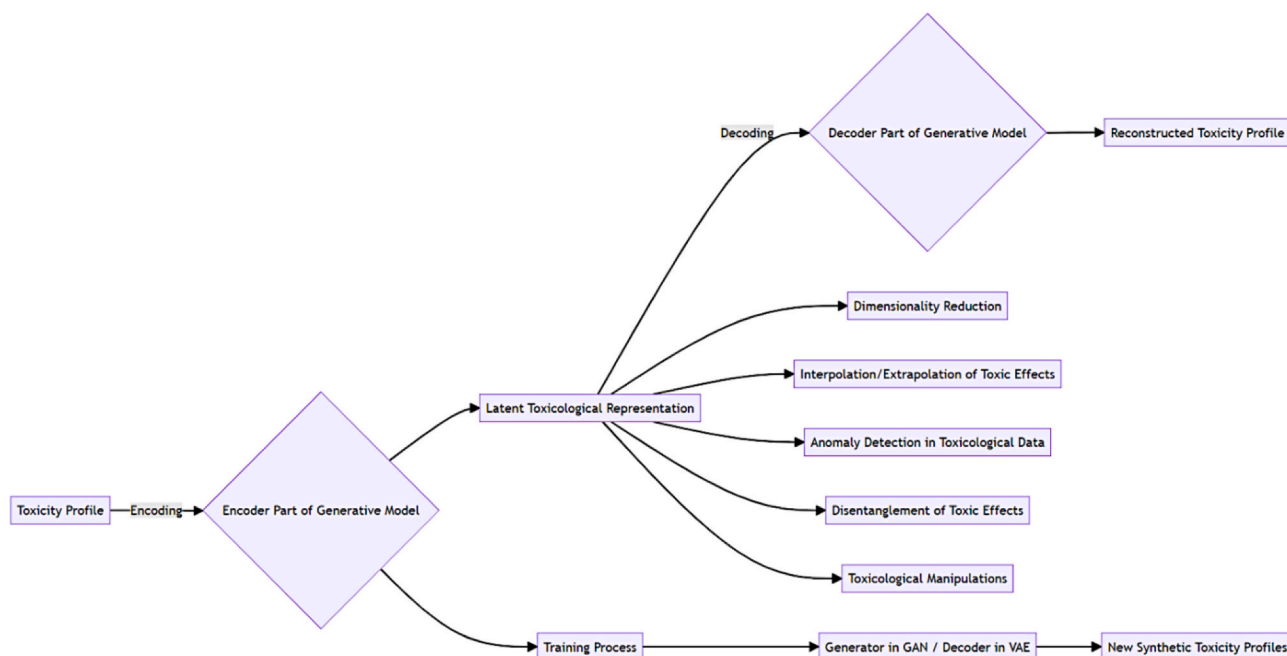 Decoding
Decoder Part of Generative Model
Reconstructed Toxicity Profile
Dimensionality Reduction
Interpolation/Extrapolation of Toxic Effects
Latent Toxicological Representation
Anomaly Detection in Toxicological Data
Toxicity Profile
Encoding
Encoder Part of Generative Model
Disentanglement of Toxic Effects
Toxicological Manipulations
Training Process
Generator in GAN / Decoder in VAE
New Synthetic Toxicity Profilez